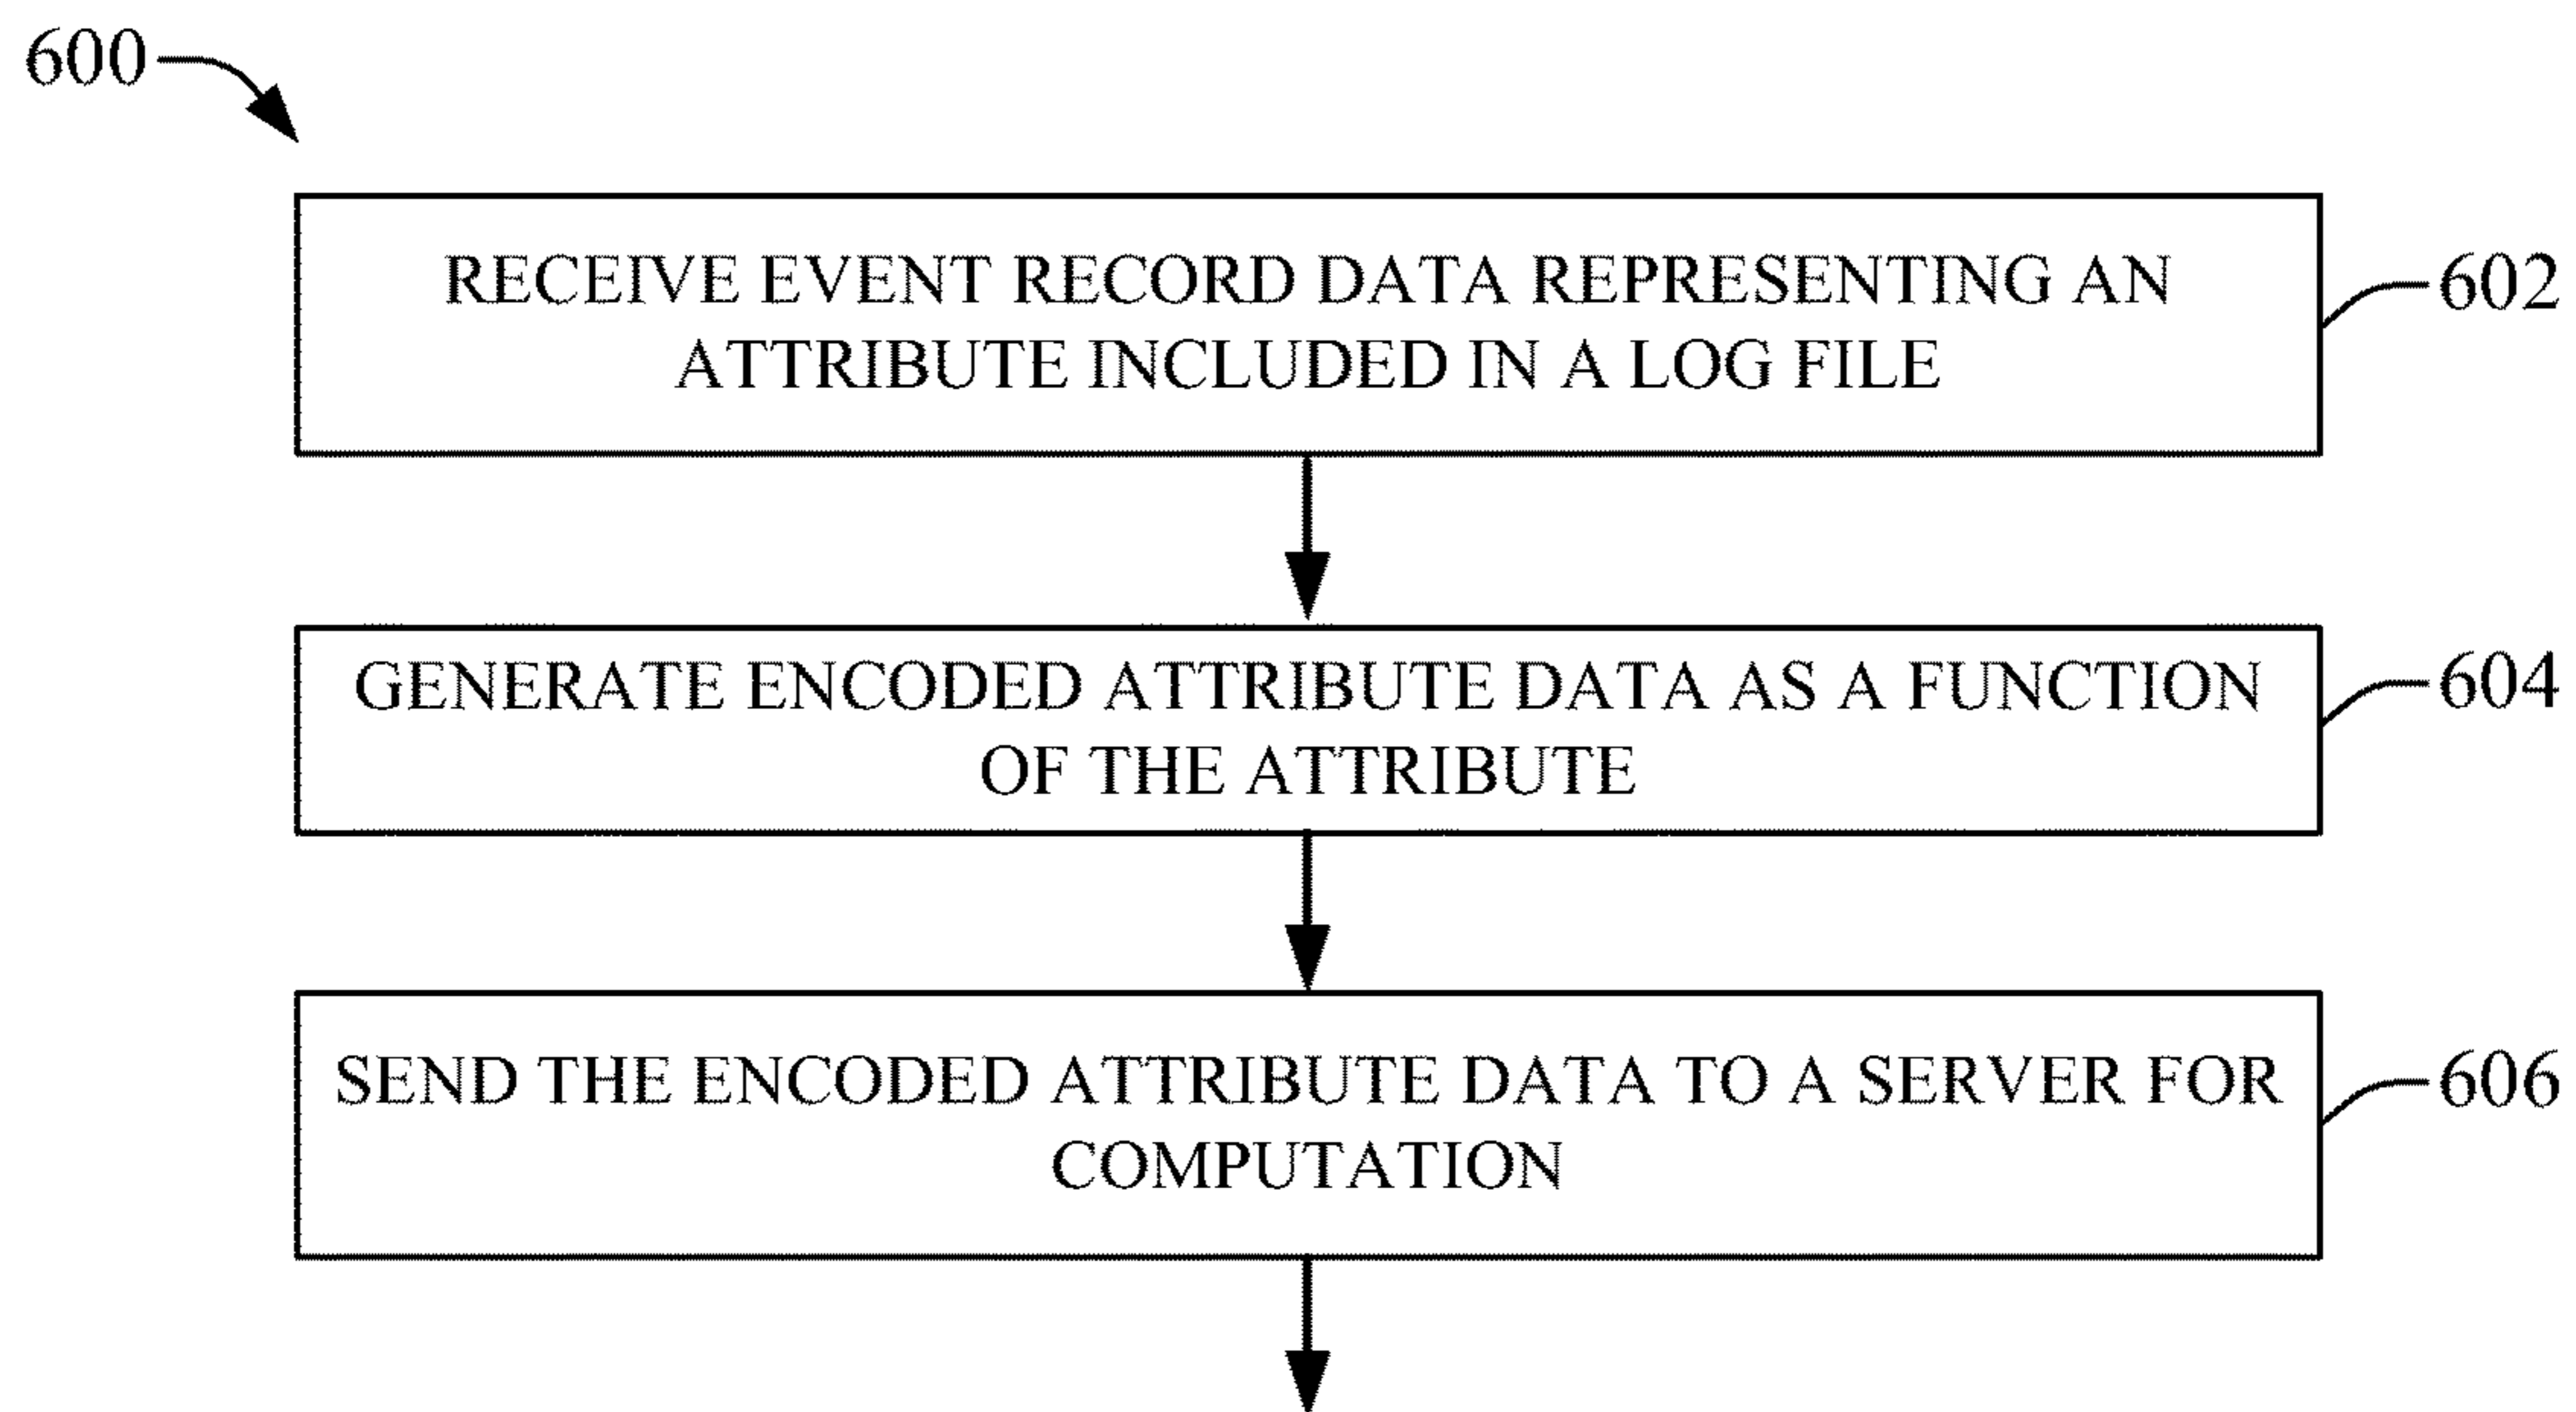 600
RECEIVE EVENT RECORD DATA REPRESENTING AN
ATTRIBUTE INCLUDED IN A LOG FILE
602
GENERATE ENCODED ATTRIBUTE DATA AS A FUNCTION
OF THE ATTRIBUTE
604
SEND THE ENCODED ATTRIBUTE DATA TO A SERVER FOR
COMPUTATION
606